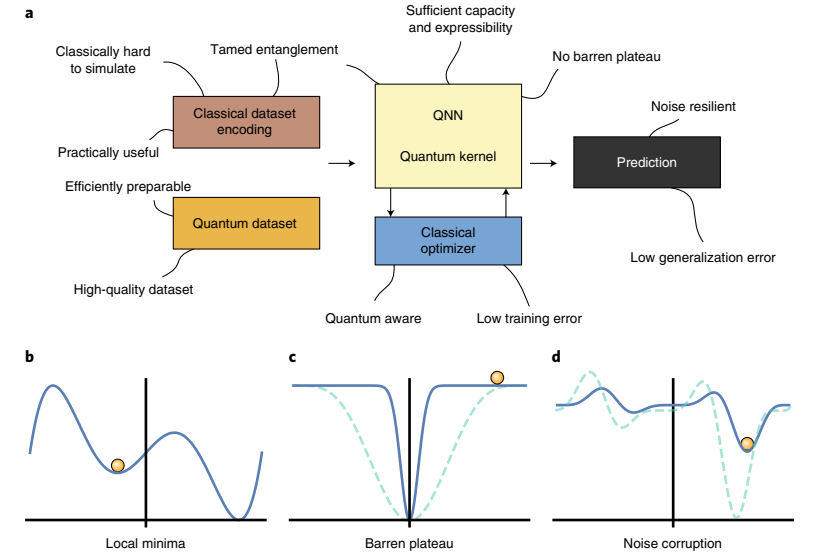 a
Sufficient capacity
and expressibility
Classically hard
to simulate
Tamed entanglement
No barren plateau
Classical dataset
encoding
QNN
Quantum kernel
Noise resilient
Practically useful
Prediction
Efficiently preparable
Quantum dataset
Classical
optimizer
Low generalization error
High-quality dataset
Quantum aware
Low training error
b
Local minima
c
Barren plateau
d
Noise corruption